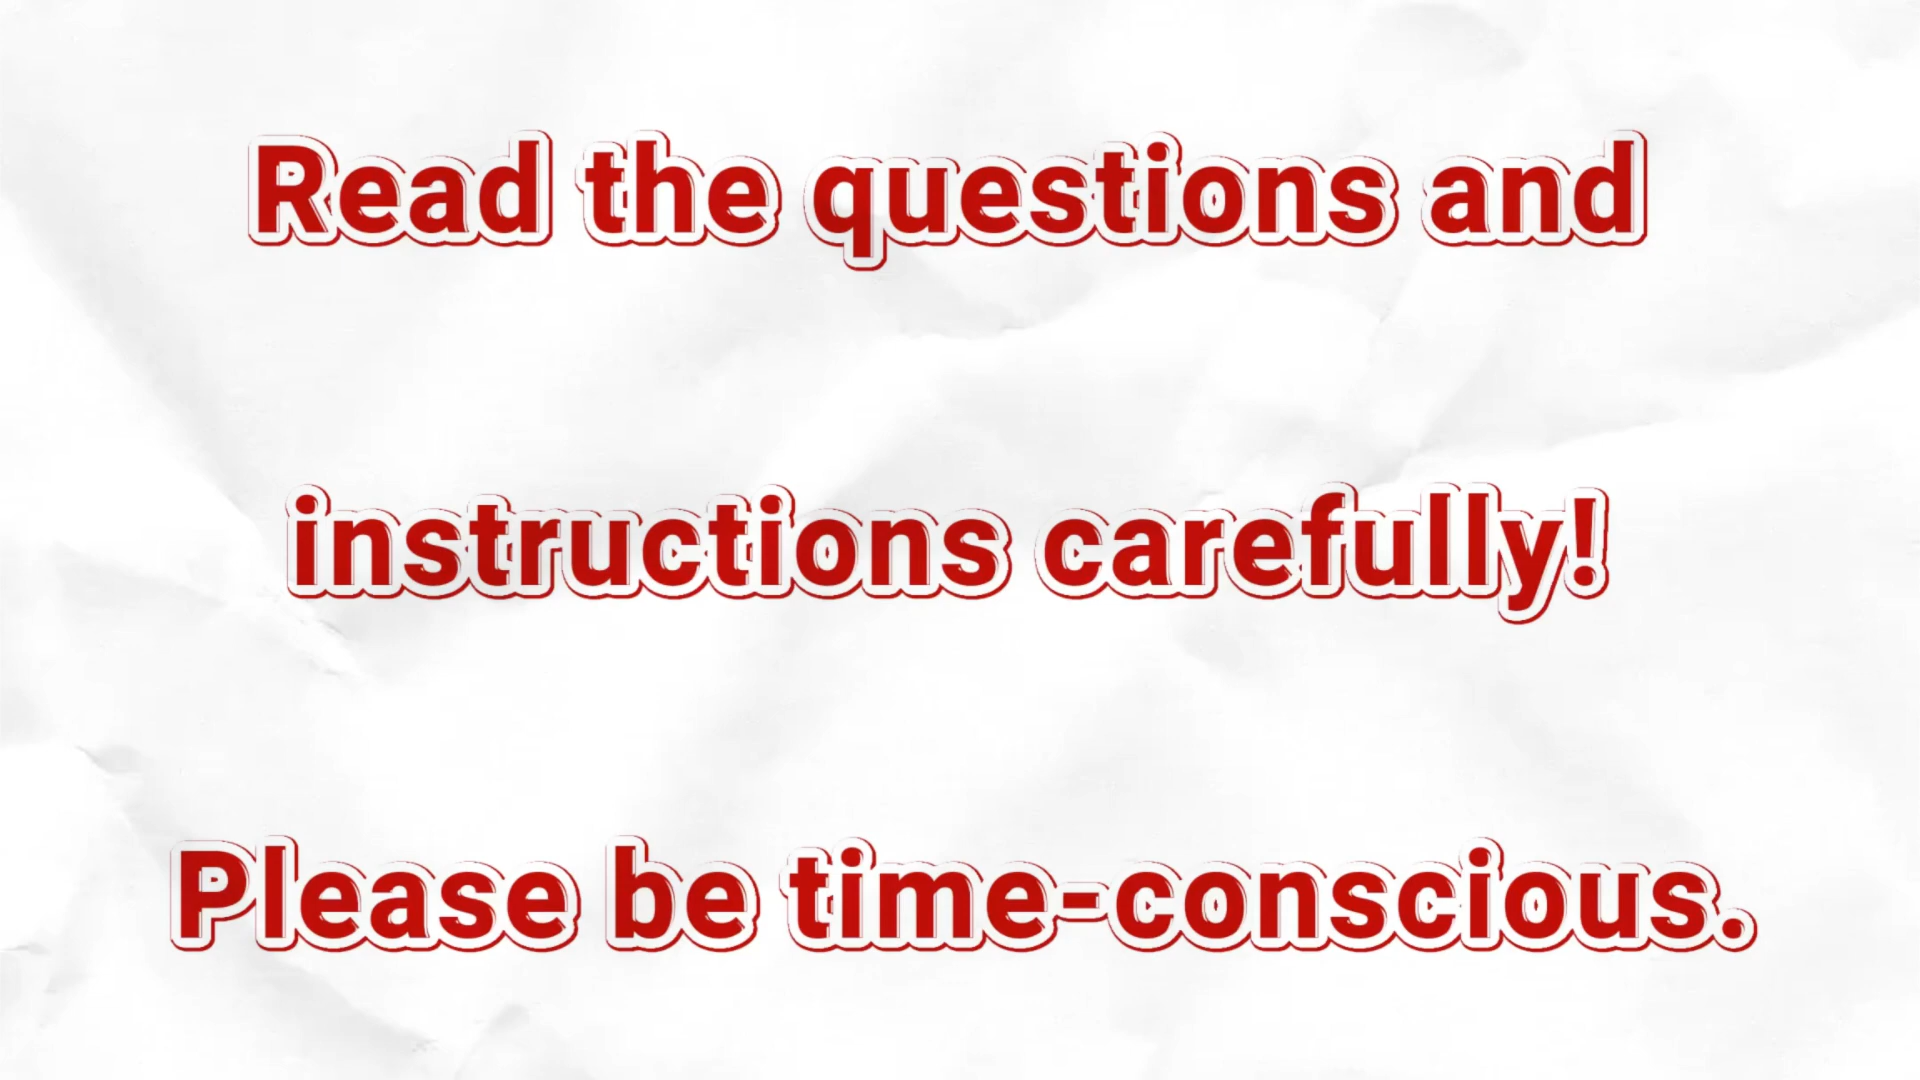 Read the questions and
instructions carefully!
Please be time-conscious.